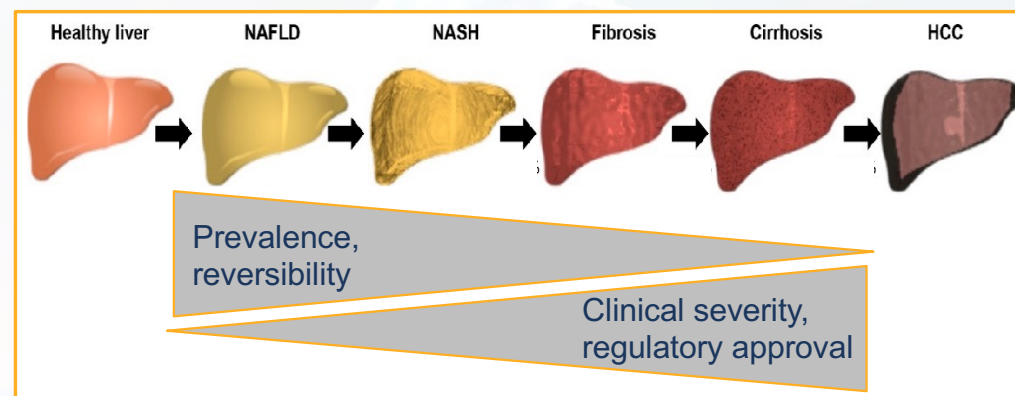 Healthy liver NAFLD NASH Fibrosis Cirrhosis HCC
Prevalence,
reversibility
Clinical severity,
regulatory approval